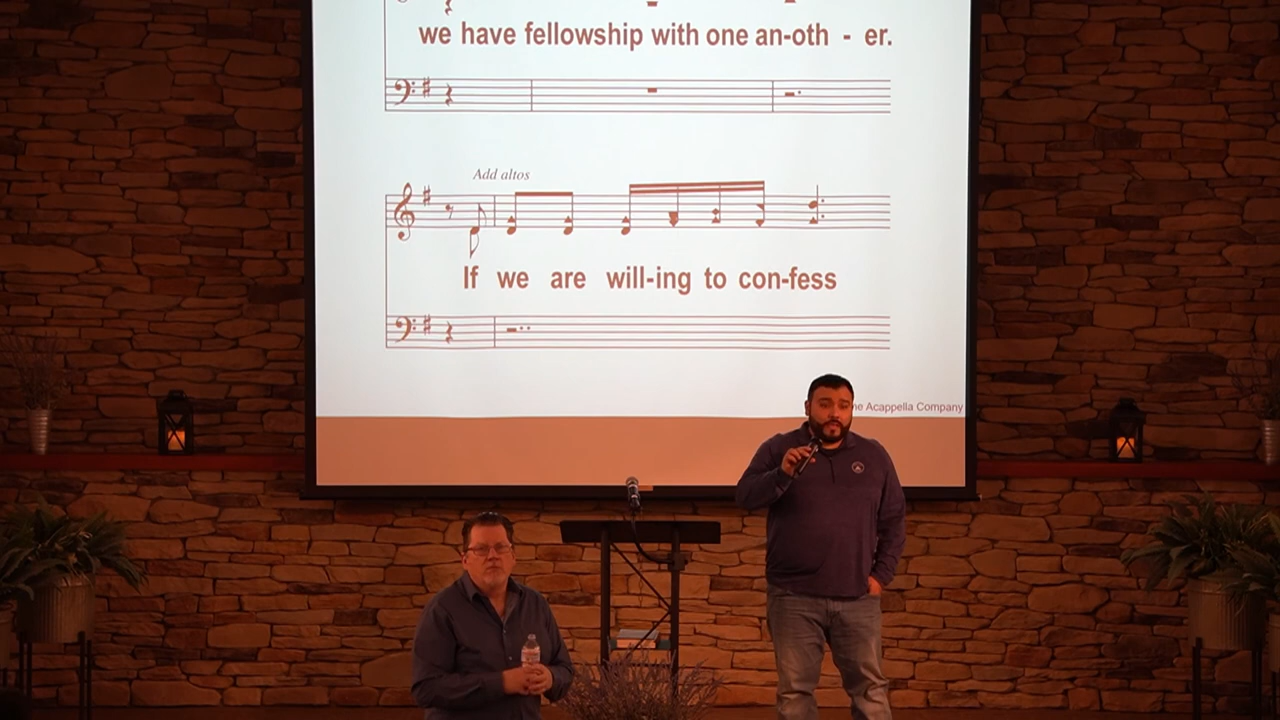 we have fellowship with one an-oth - er.
Add altos
If we are will-ing to con-fess
Acappella Company